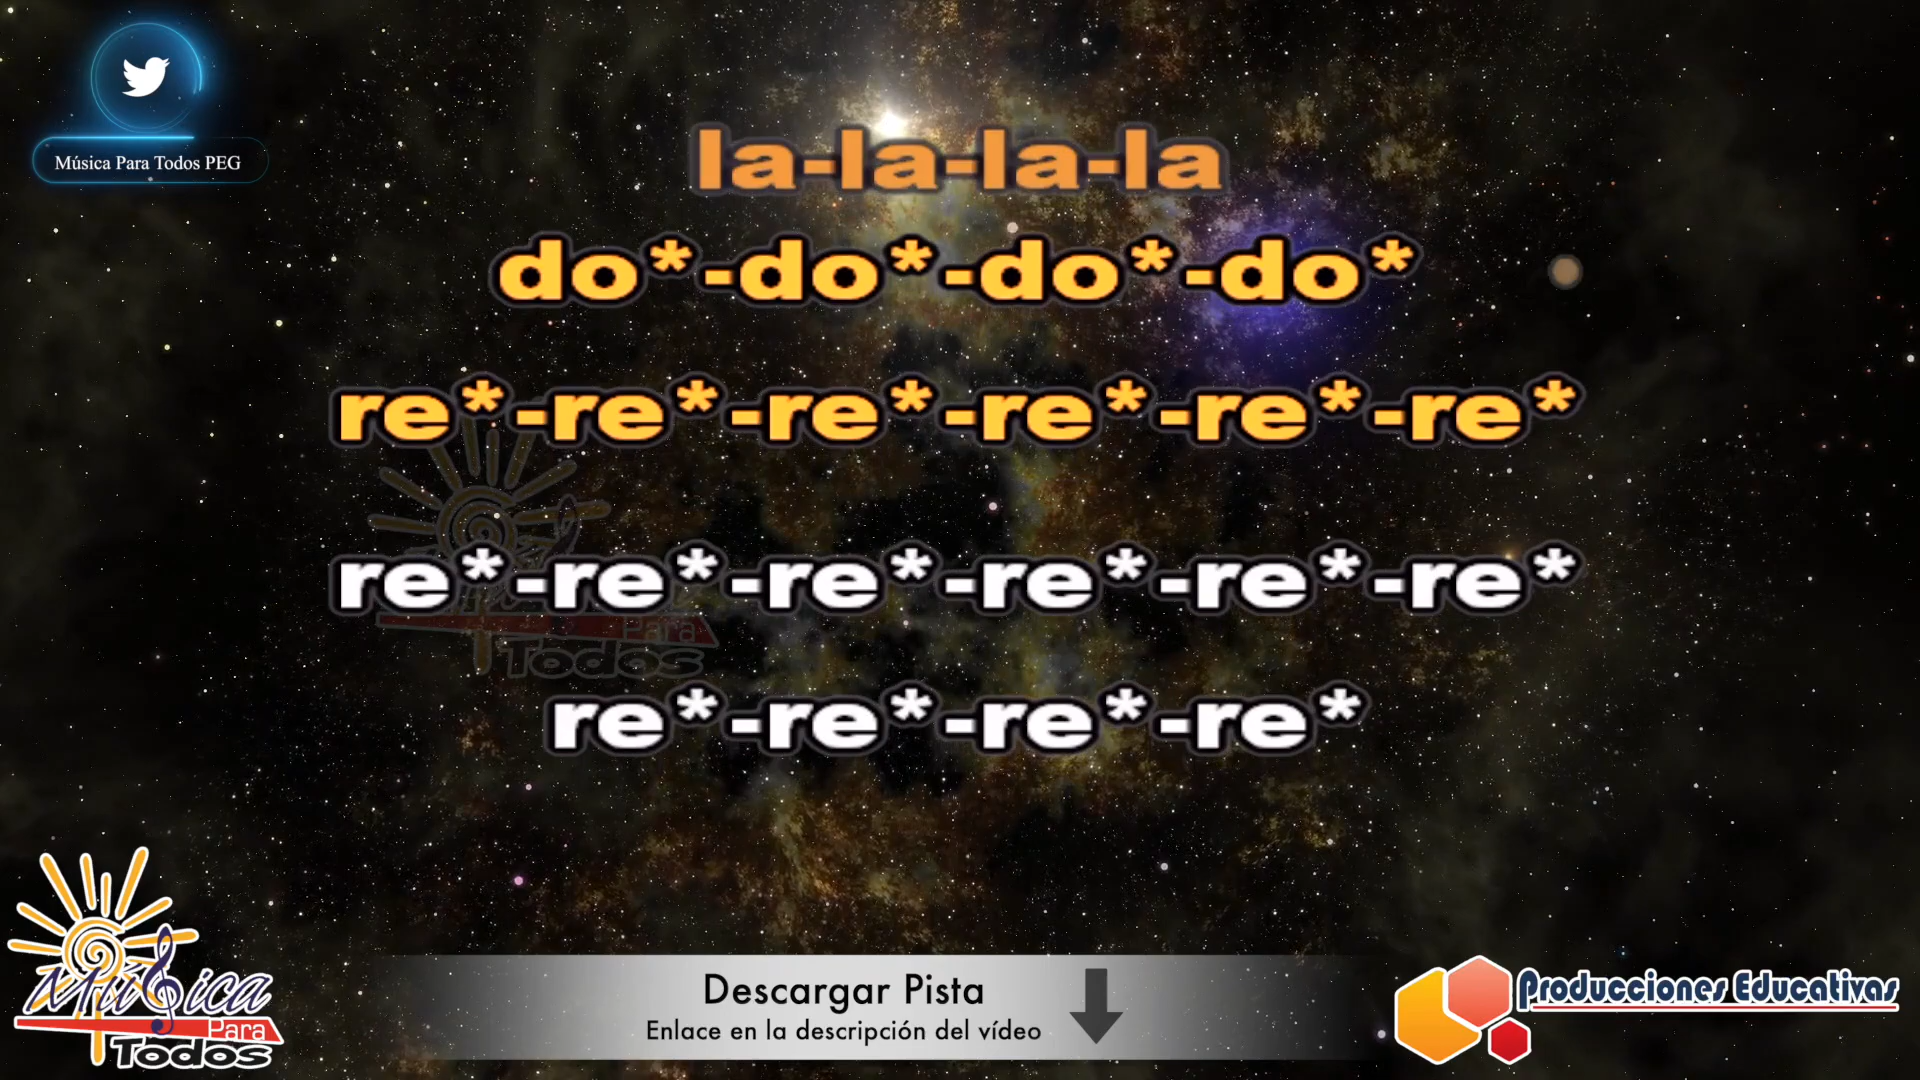 Música Para Todos PEG
la-la-la-la
do*-do*-do*-do*
re*-re*-re*-re*-re*-re*
re*-re*-re*-re*-re*-re*
Para
Todos
re*-re*-re*-re*
Música
Para
Todos
Descargar Pista
Enlace en la descripción del vídeo
Producciones Educativas